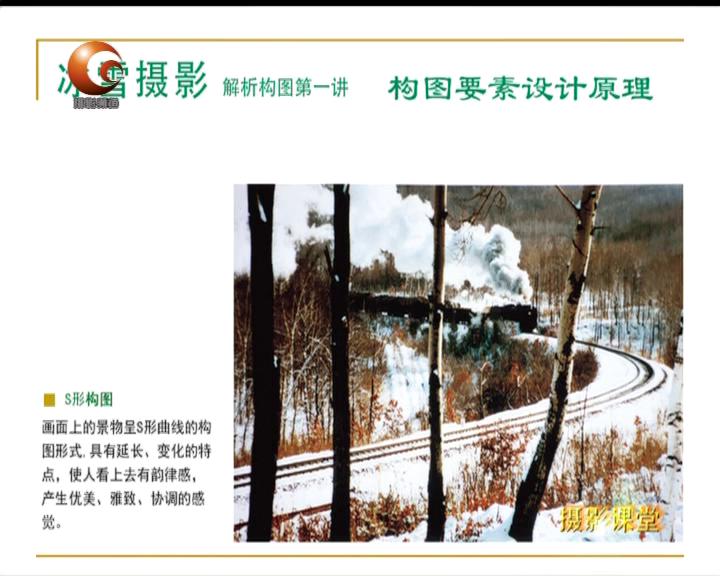 冰雪摄影 解析构图第一讲 构图要素设计原理
S形构图
画面上的景物呈S形曲线的构
图形式,具有延长、变化的特
点，使人看上去有韵律感，
产生优美、雅致、协调的感
觉。
摄影课堂